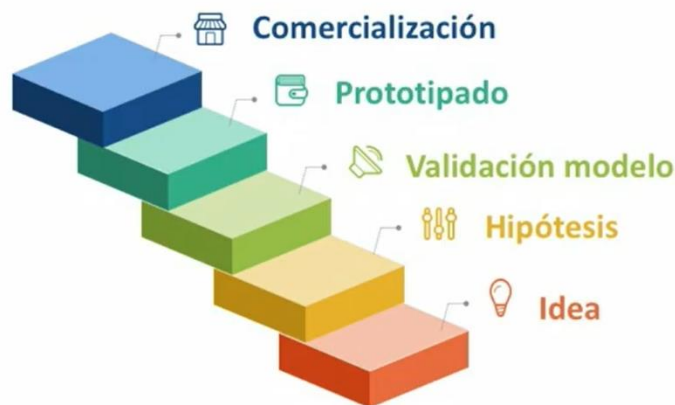 Comercialización
Prototipado
Validación modelo
Hipótesis
Idea